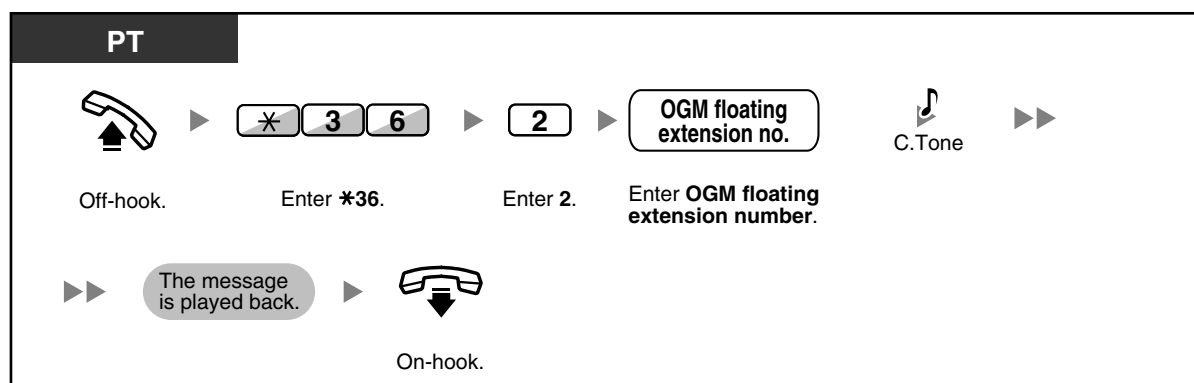 PT
✳ 3 6
2
OGM floating
extension no.
C.Tone
Off-hook.
Enter ✳36.
Enter 2.
Enter OGM floating
extension number.
The message
is played back.
On-hook.